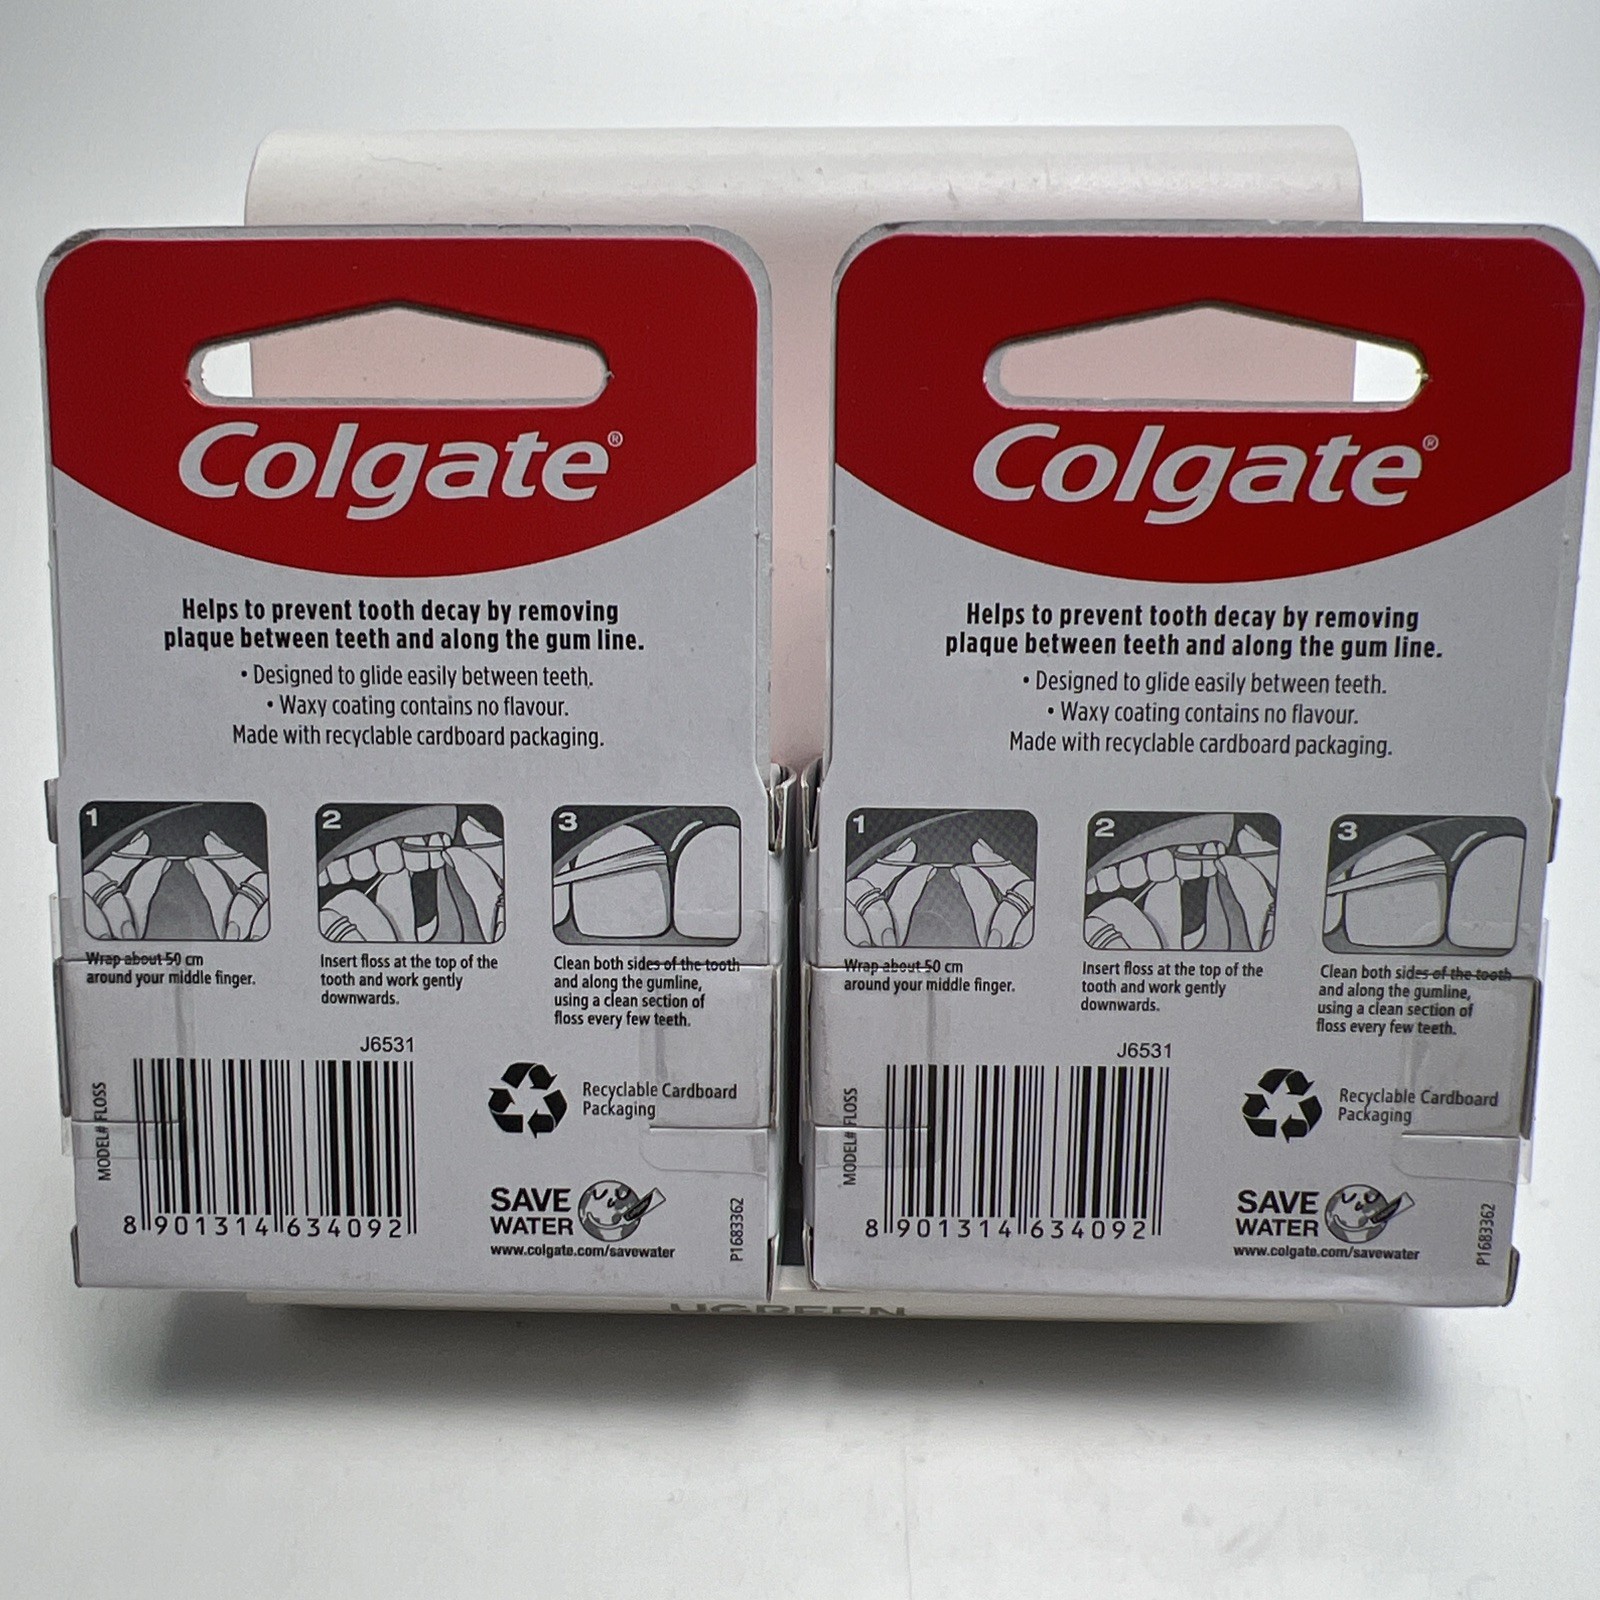 Colgate®
Helps to prevent tooth decay by removing
plaque between teeth and along the gum line.
• Designed to glide easily between teeth.
• Waxy coating contains no flavour.
Made with recyclable cardboard packaging.
1
2
3
Wrap about 50 cm
around your middle finger.
Insert floss at the top of the
tooth and work gently
downwards.
Clean both sides of the tooth
and along the gumline,
using a clean section of
floss every few teeth.
J6531
MODEL# FLOSS
8 901314 634092
Recyclable Cardboard
Packaging
SAVE
WATER
www.colgate.com/savewater
P1683362
Colgate®
Helps to prevent tooth decay by removing
plaque between teeth and along the gum line.
• Designed to glide easily between teeth.
• Waxy coating contains no flavour.
Made with recyclable cardboard packaging.
1
2
3
Wrap about 50 cm
around your middle finger.
Insert floss at the top of the
tooth and work gently
downwards.
Clean both sides of the tooth
and along the gumline,
using a clean section of
floss every few teeth.
J6531
MODEL# FLOSS
8 901314 634092
Recyclable Cardboard
Packaging
SAVE
WATER
www.colgate.com/savewater
P1683362
UGREEN